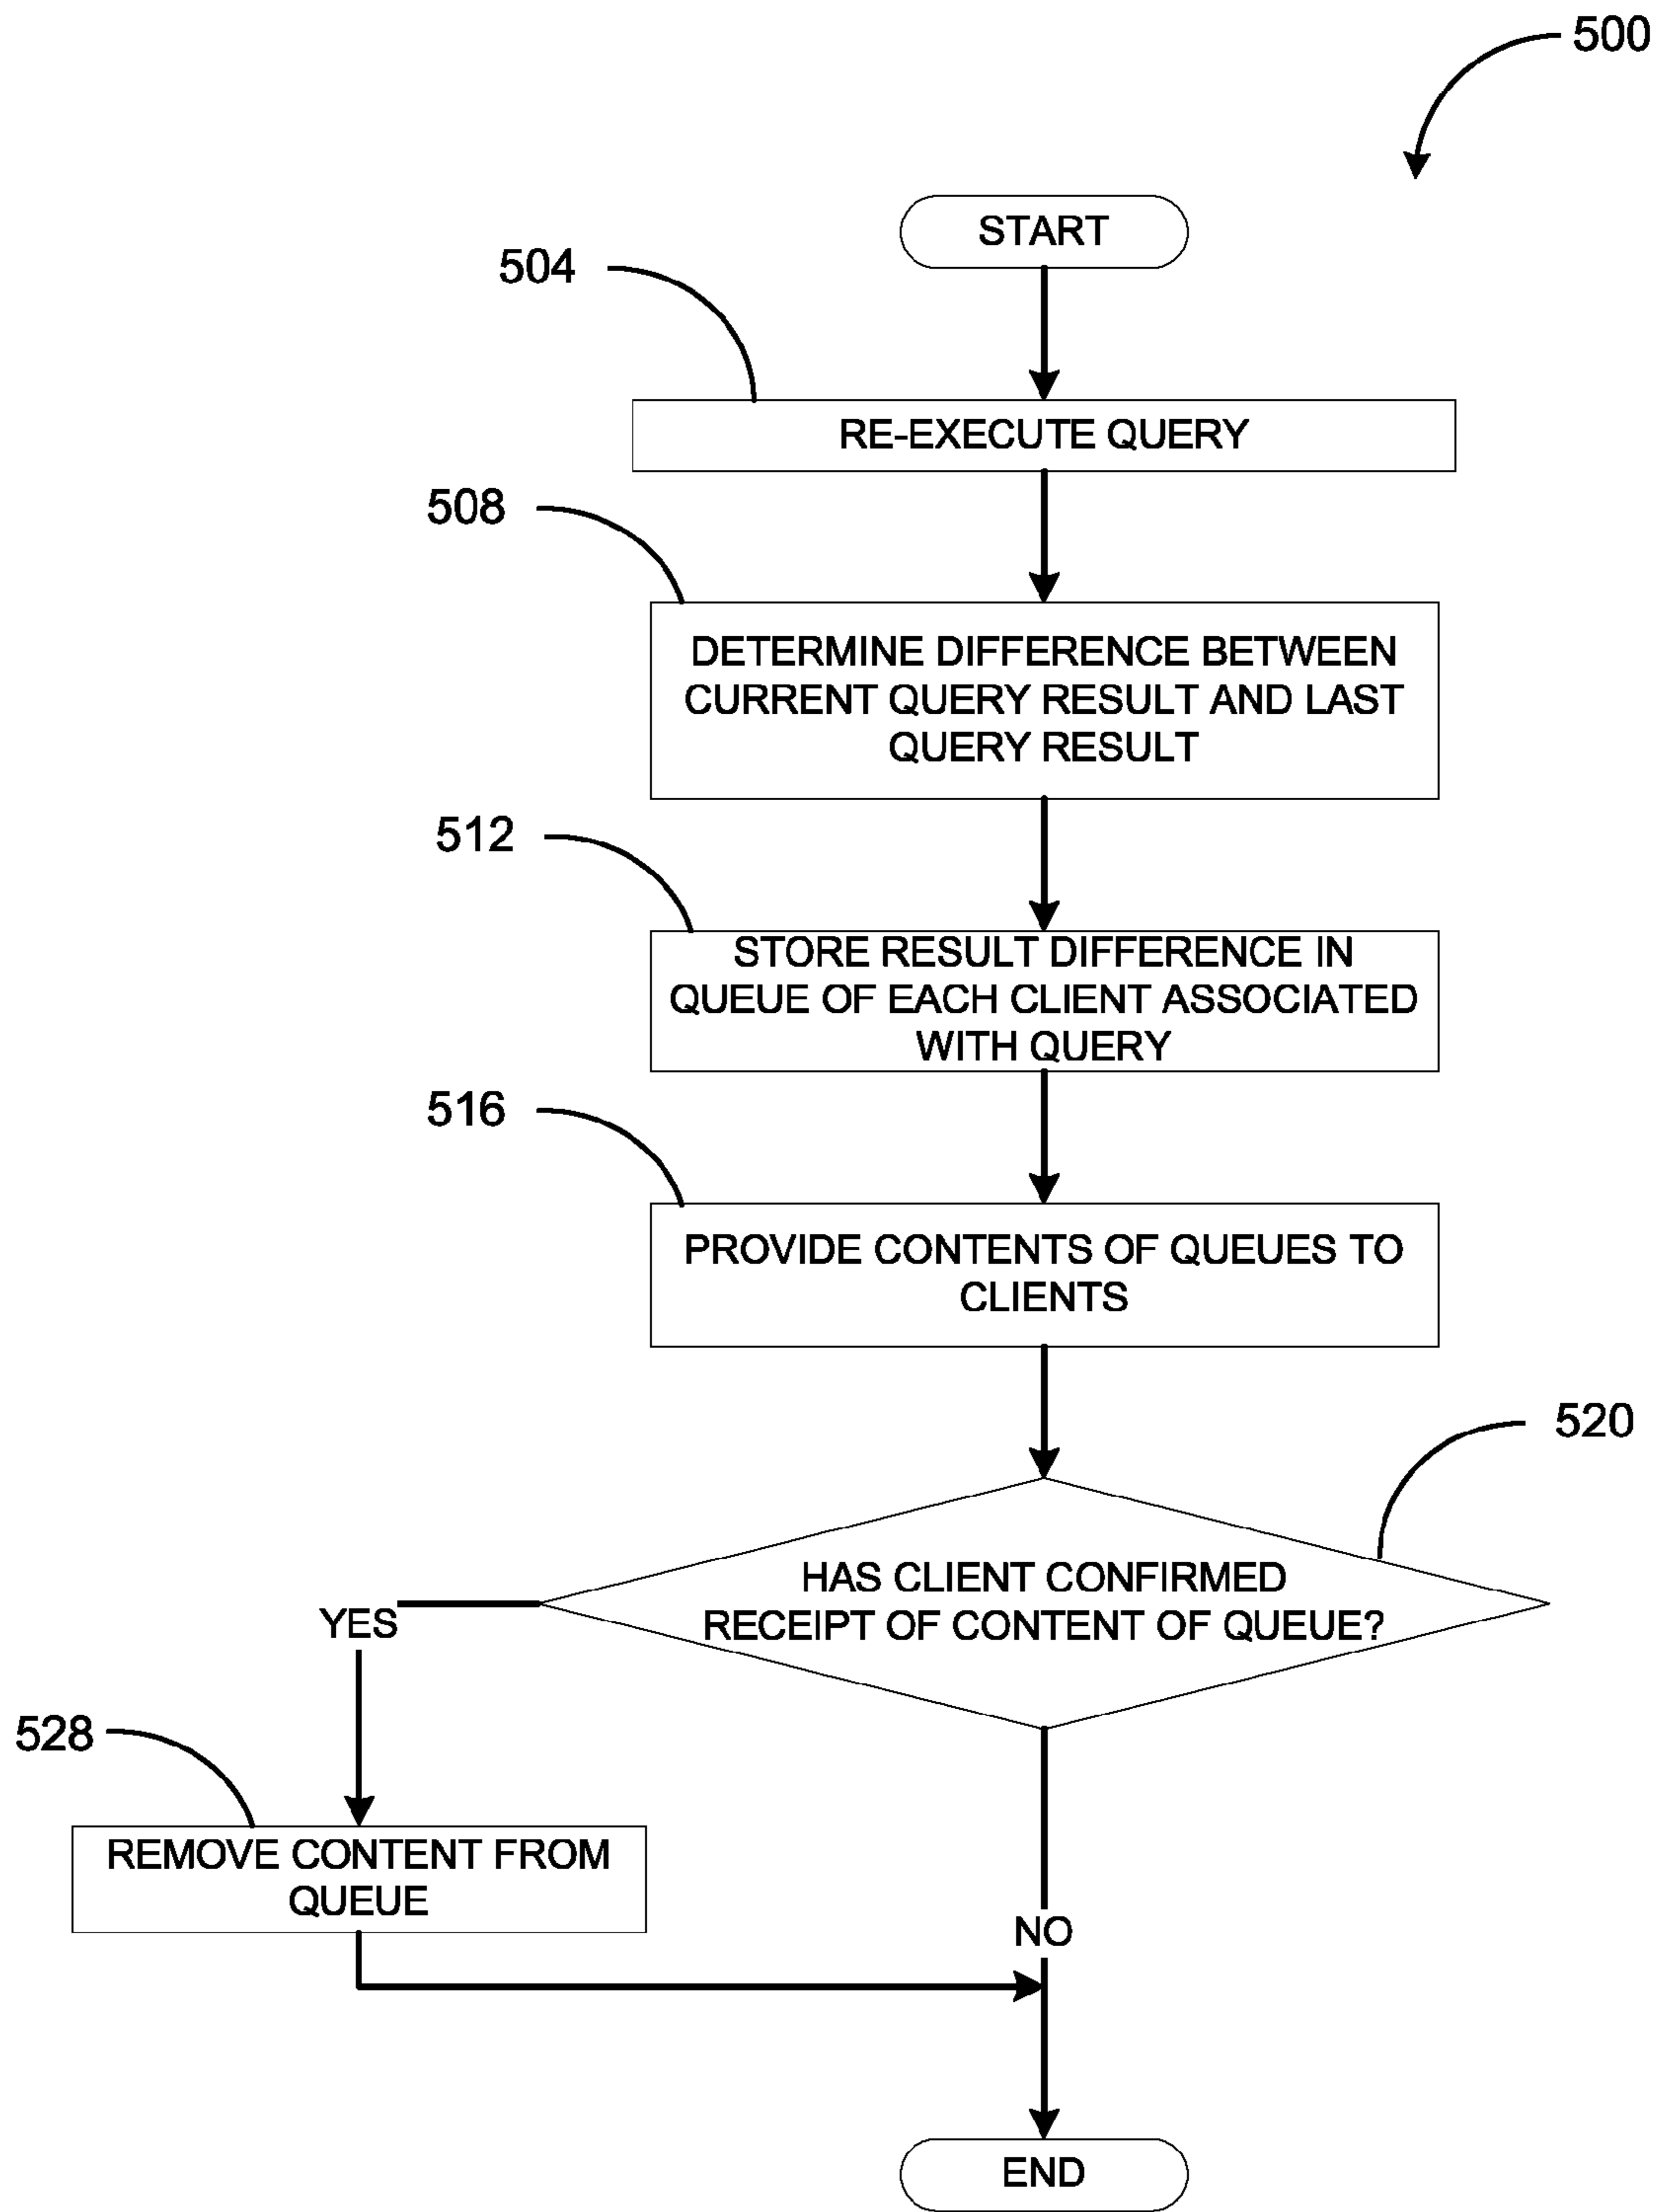 500
START
504
RE-EXECUTE QUERY
508
DETERMINE DIFFERENCE BETWEEN
CURRENT QUERY RESULT AND LAST
QUERY RESULT
512
STORE RESULT DIFFERENCE IN
QUEUE OF EACH CLIENT ASSOCIATED
WITH QUERY
516
PROVIDE CONTENTS OF QUEUES TO
CLIENTS
520
HAS CLIENT CONFIRMED
RECEIPT OF CONTENT OF QUEUE?
YES
528
REMOVE CONTENT FROM
QUEUE
NO
END